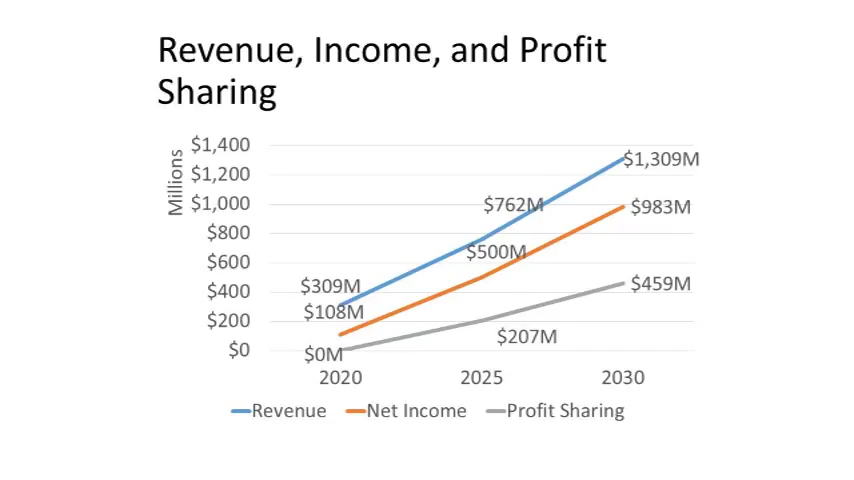 Revenue, Income, and Profit
Sharing
Millions
$1,400
$1,200
$1,000
$800
$600
$400
$200
$0
$309M
$762M
$1,309M
$108M
$500M
$983M
$0M
$207M
$459M
2020 2025 2030
Revenue Net Income Profit Sharing